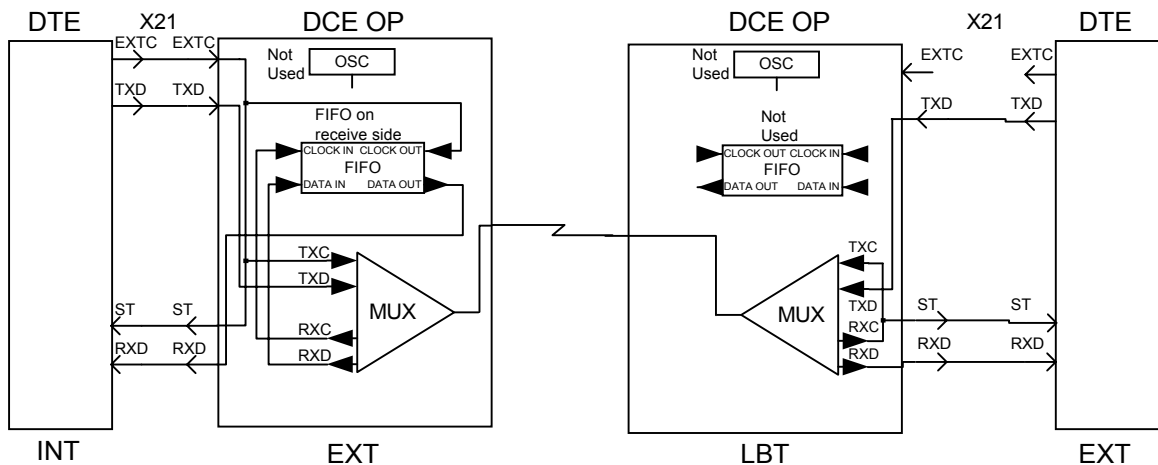 DTE X21 DCE OP DCE OP X21 DTE
EXTC EXTC
Not
Used
OSC
TXD TXD
FIFO on
receive side
CLOCK IN CLOCK OUT
FIFO
DATA IN DATA OUT
TXC
TXD
MUX
RXC
RXD
ST ST
RXD RXD
INT EXT
Not
Used
OSC
EXTC EXTC
TXD TXD
Not
Used
CLOCK OUT CLOCK IN
FIFO
DATA OUT DATA IN
TXC
MUX
TXD
RXC
RXD
ST ST
RXD RXD
LBT EXT